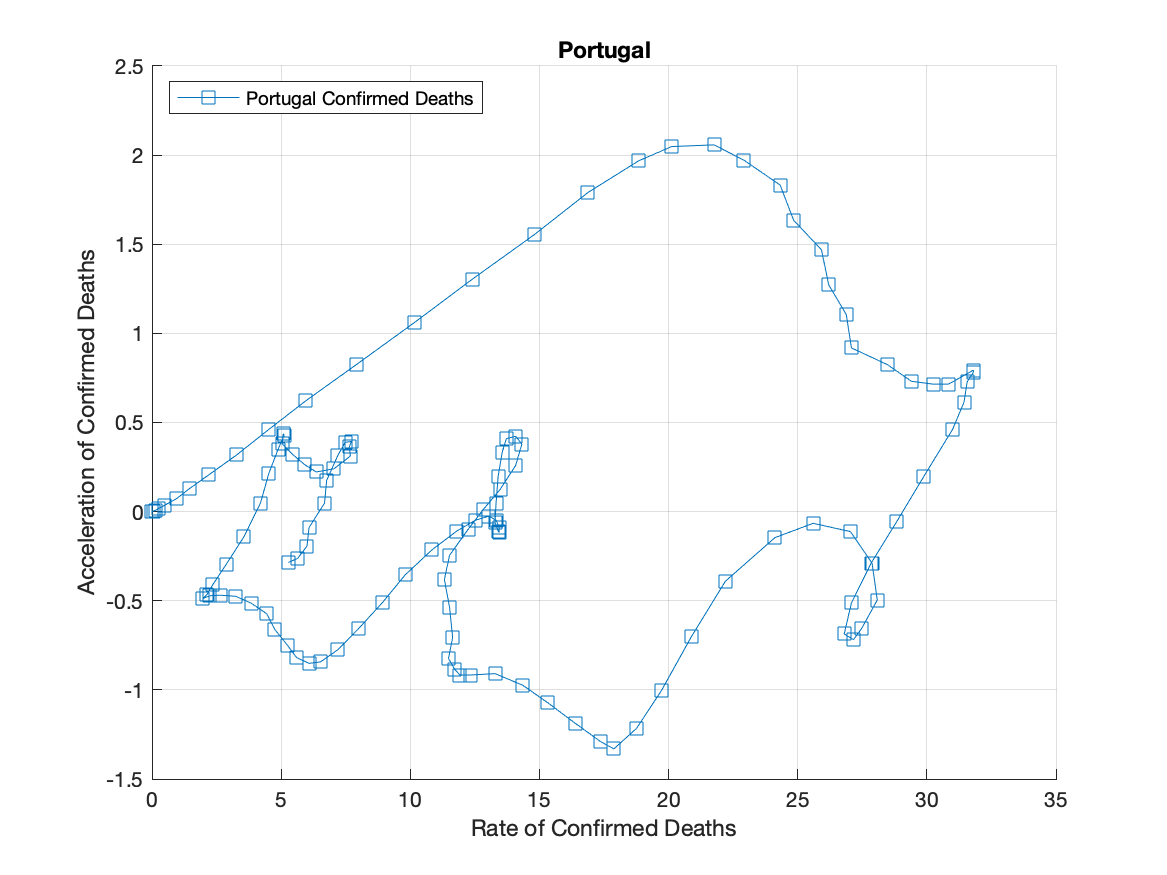 Portugal
Portugal Confirmed Deaths
2.5
2
1.5
1
0.5
0
-0.5
-1
-1.5
Acceleration of Confirmed Deaths
0 5 10 15 20 25 30 35
Rate of Confirmed Deaths